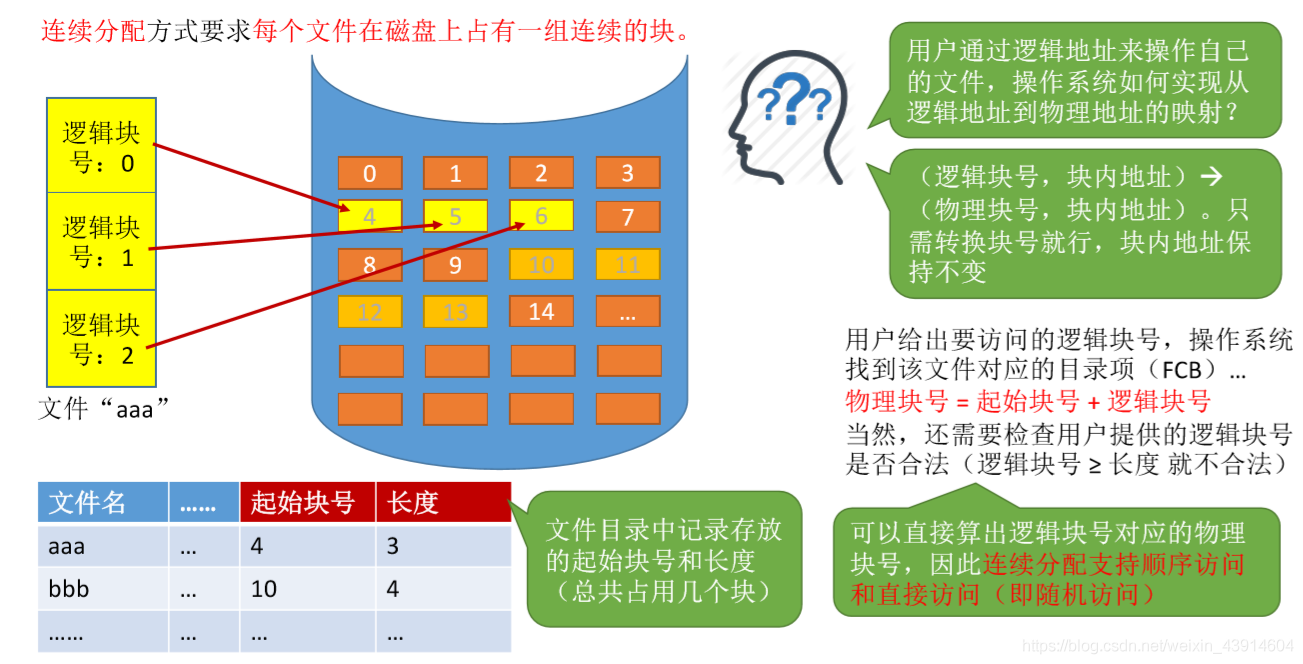 连续分配方式要求每个文件在磁盘上占有一组连续的块。
逻辑块
号：0
逻辑块
号：1
逻辑块
号：2
文件“aaa”
0 1 2 3
4 5 6 7
8 9 10 11
12 13 14 …
???
用户通过逻辑地址来操作自己
的文件，操作系统如何实现从
逻辑地址到物理地址的映射？
（逻辑块号，块内地址）→
（物理块号，块内地址）。只
需转换块号就行，块内地址保
持不变
用户给出要访问的逻辑块号，操作系统
找到该文件对应的目录项（FCB）…
物理块号 = 起始块号 + 逻辑块号
当然，还需要检查用户提供的逻辑块号
是否合法（逻辑块号 ≥ 长度 就不合法）
文件名 …… 起始块号 长度
aaa … 4 3
bbb … 10 4
…… … … …
文件目录中记录存放
的起始块号和长度
（总共占用几个块）
可以直接算出逻辑块号对应的物理
块号，因此连续分配支持顺序访问
和直接访问（即随机访问）
https://blog.csdn.net/weixin_43914604